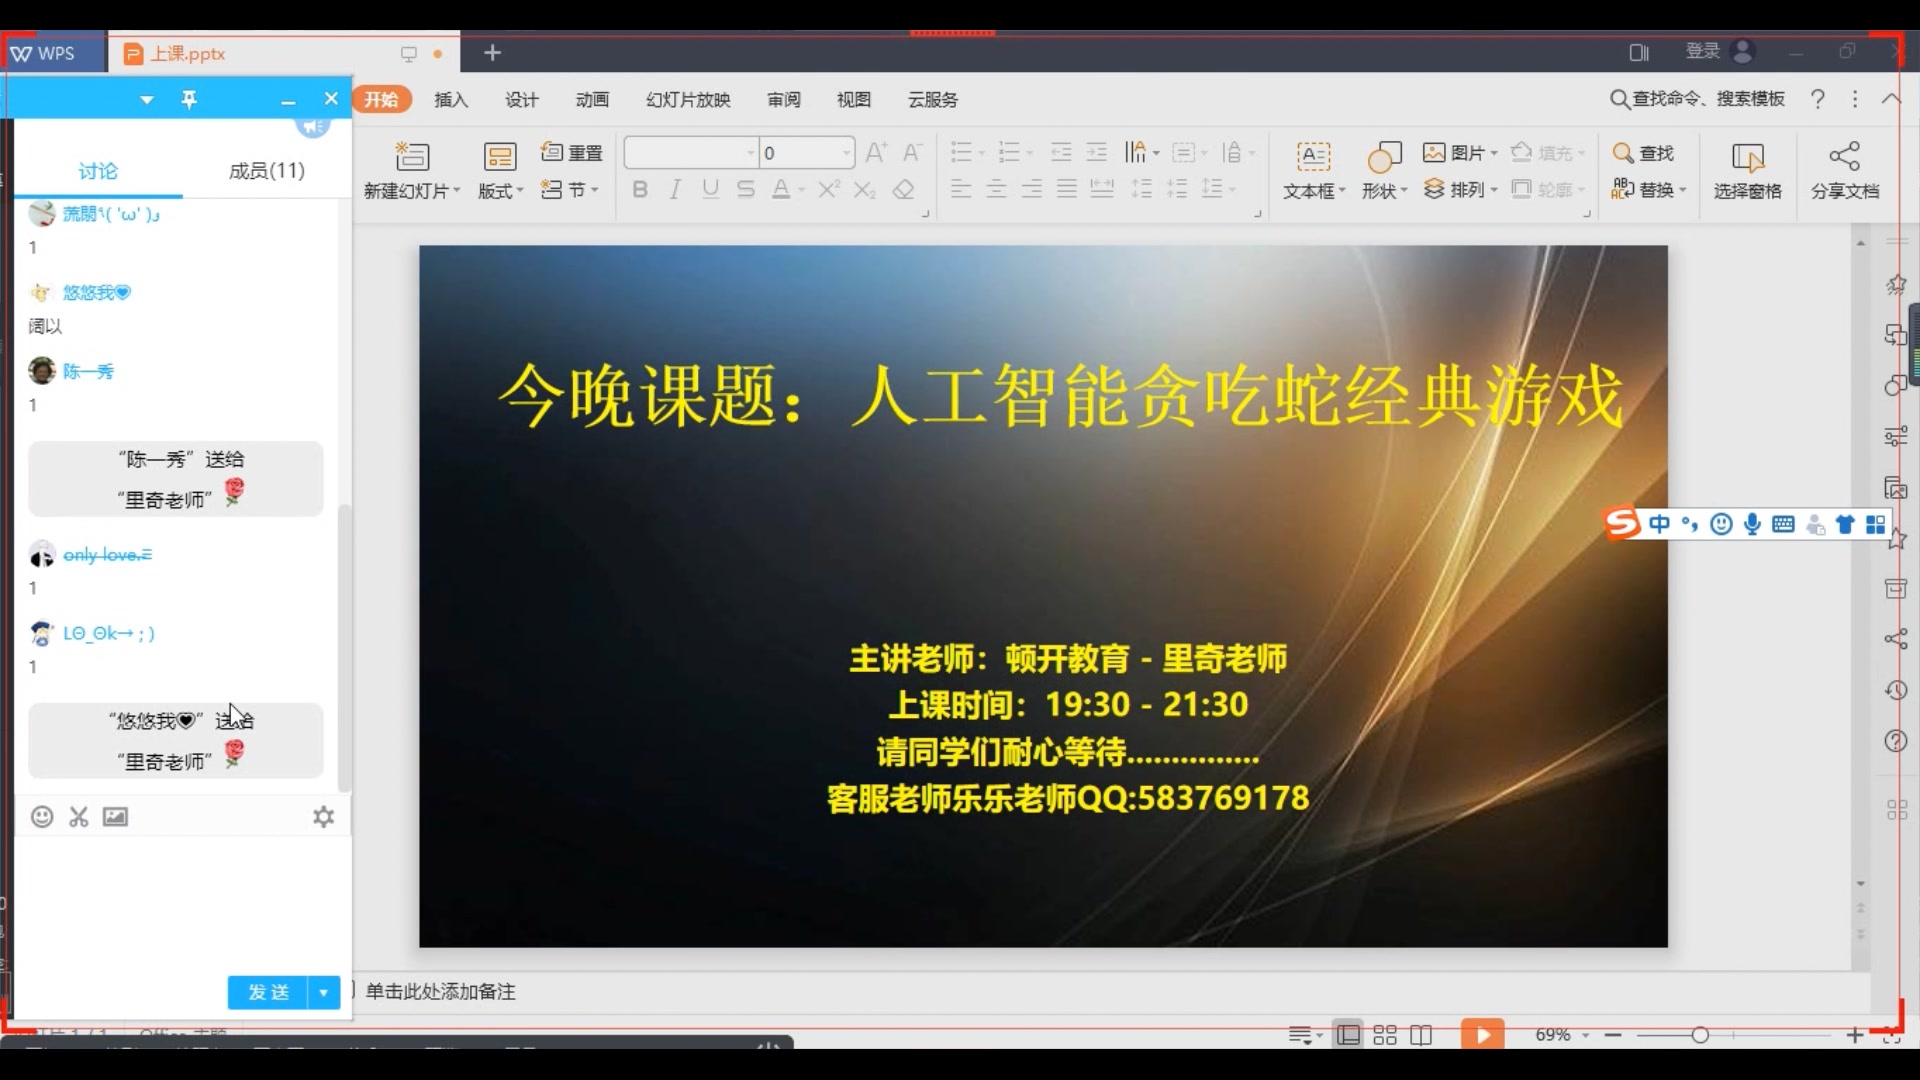 WPS
上课.pptx
登录
开始
插入
设计
动画
幻灯片放映
审阅
视图
云服务
查找命令、搜索模板
新建幻灯片
版式
重置
节
0
文本框
形状
图片
排列
填充
轮廓
查找
替换
选择窗格
分享文档
讨论
成员(11)
1
悠悠我
阔以
陈一秀
1
“陈一秀”送给
“里奇老师”
only love.
1
LΘ_Θk→ ; )
1
“悠悠我🖤”送给
“里奇老师”
发送
今晚课题：人工智能贪吃蛇经典游戏
主讲老师：顿开教育 - 里奇老师
上课时间：19:30 - 21:30
请同学们耐心等待...............
客服老师乐乐老师QQ:583769178
中
单击此处添加备注
69%